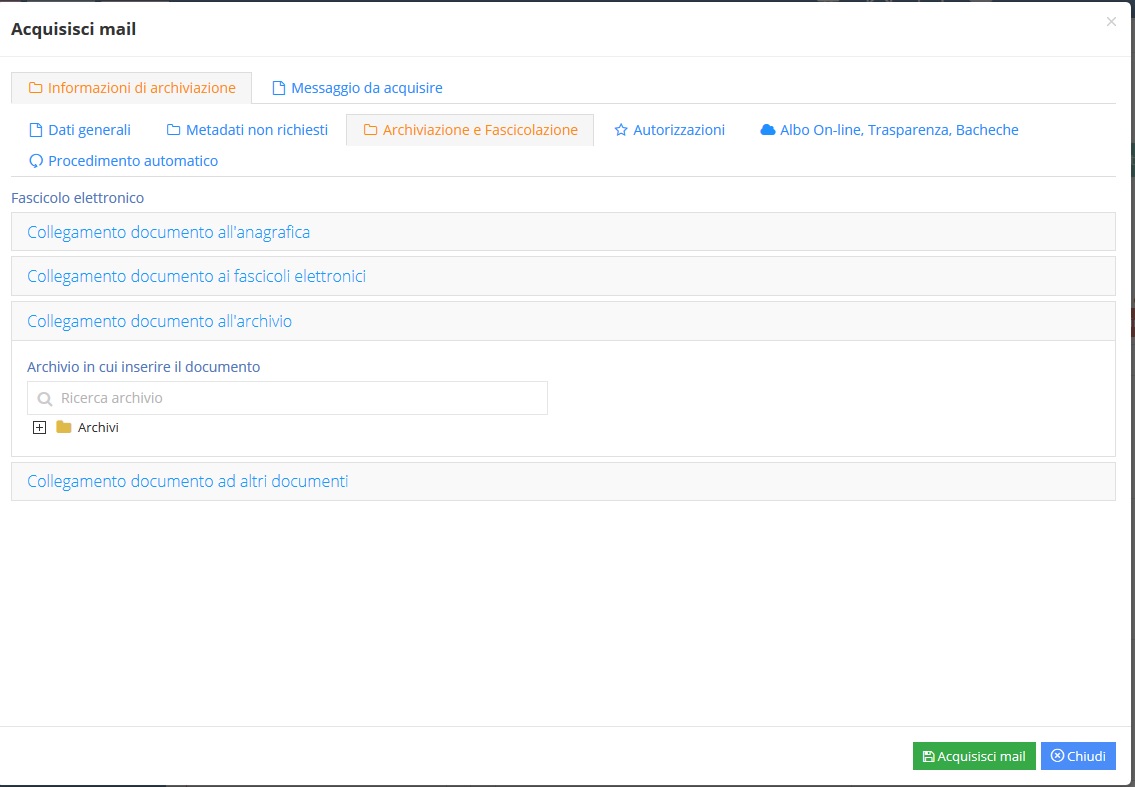 Acquisisci mail
×
Informazioni di archiviazione
Messaggio da acquisire
Dati generali
Metadati non richiesti
Archiviazione e Fascicolazione
Autorizzazioni
Albo On-line, Trasparenza, Bacheche
Procedimento automatico
Fascicolo elettronico
Collegamento documento all'anagrafica
Collegamento documento ai fascicoli elettronici
Collegamento documento all'archivio
Archivio in cui inserire il documento
Ricerca archivio
Archivi
Collegamento documento ad altri documenti
Acquisisci mail
Chiudi